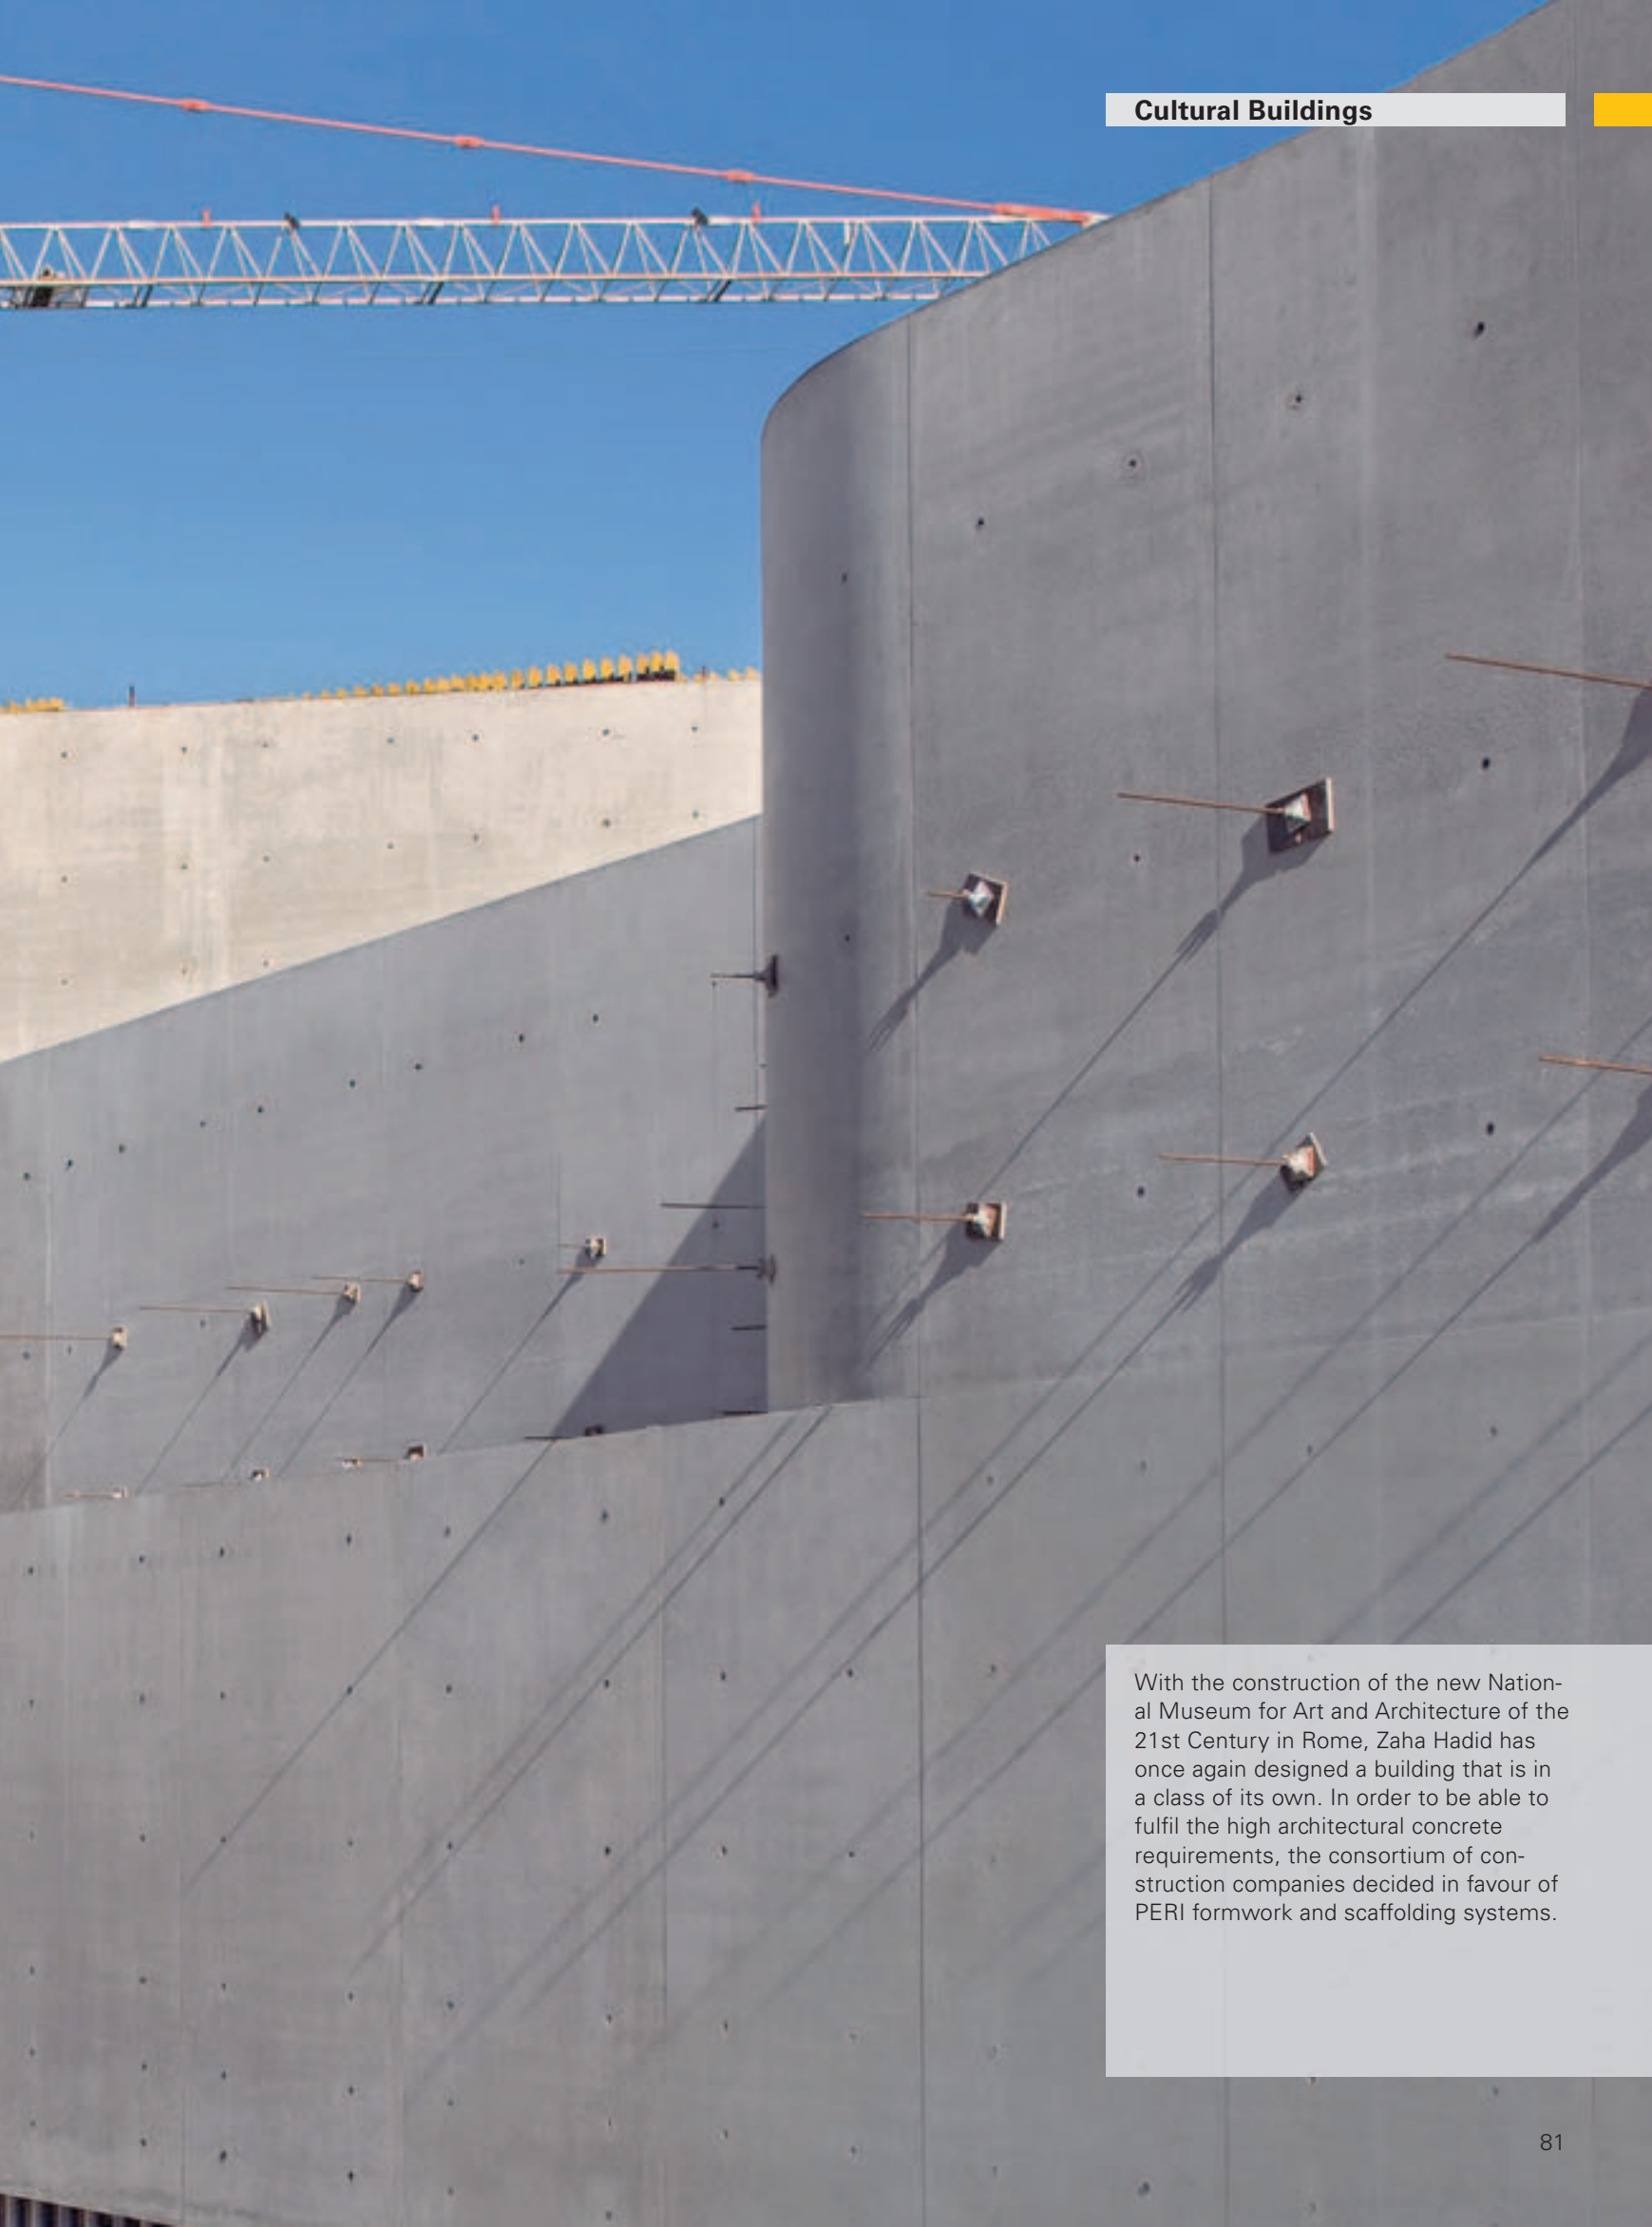 Cultural Buildings
With the construction of the new Nation-
al Museum for Art and Architecture of the
21st Century in Rome, Zaha Hadid has
once again designed a building that is in
a class of its own. In order to be able to
fulfil the high architectural concrete
requirements, the consortium of con-
struction companies decided in favour of
PERI formwork and scaffolding systems.
81